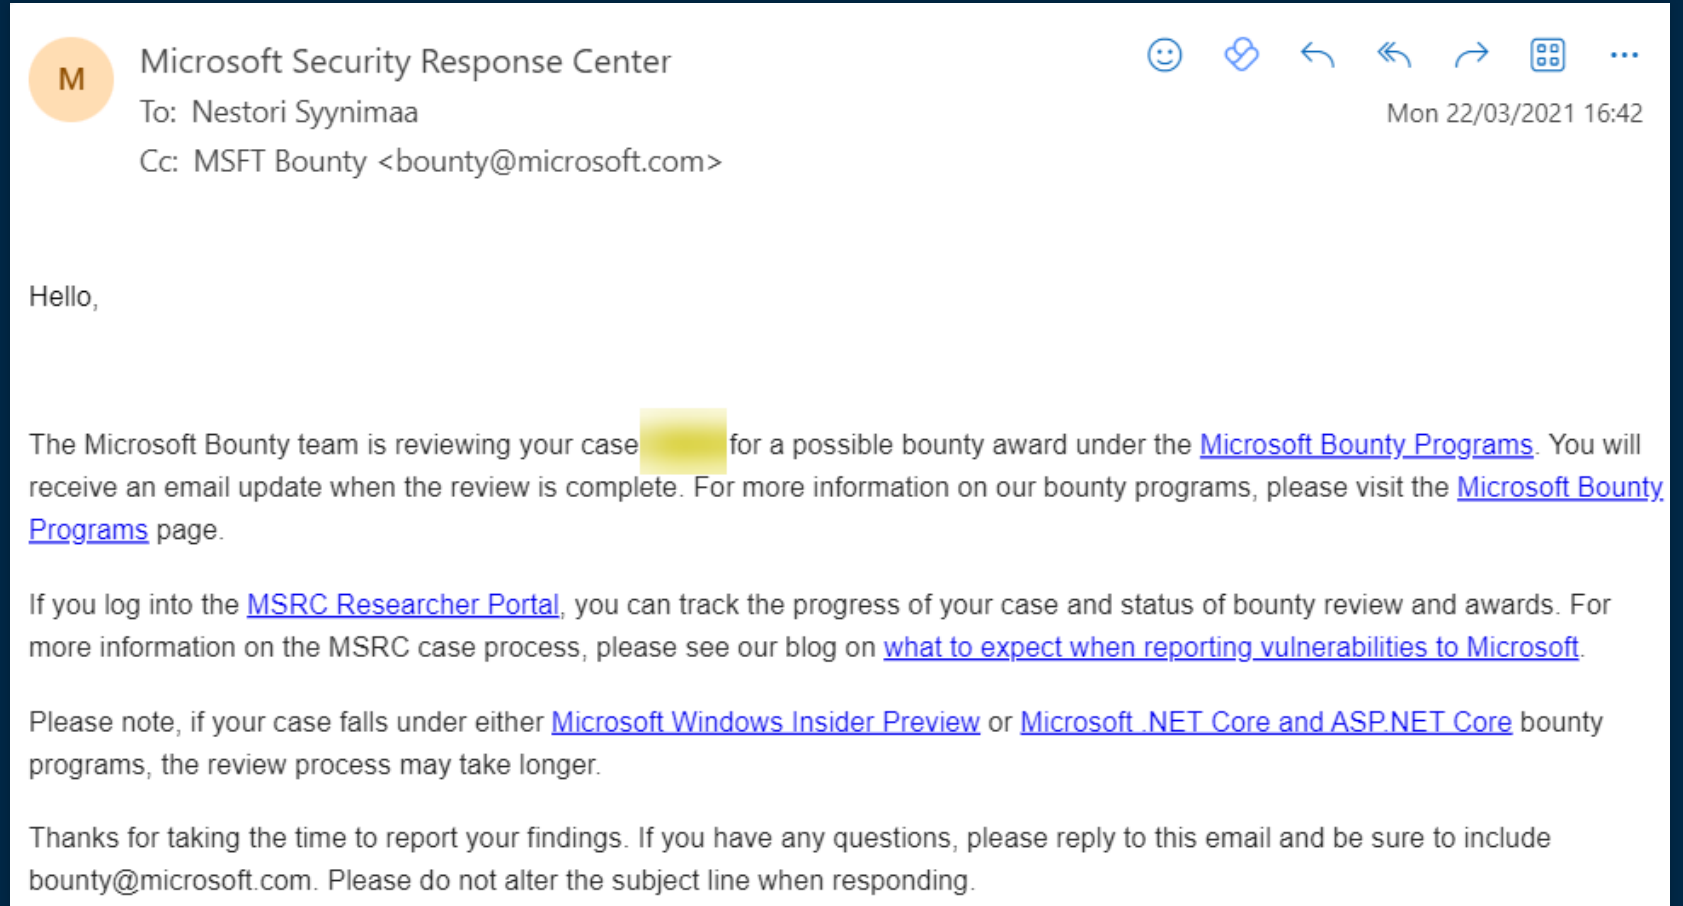 M
Microsoft Security Response Center
To: Nestori Syynimaa
Mon 22/03/2021 16:42
Cc: MSFT Bounty <bounty@microsoft.com>
Hello,
The Microsoft Bounty team is reviewing your case for a possible bounty award under the Microsoft Bounty Programs. You will
receive an email update when the review is complete. For more information on our bounty programs, please visit the Microsoft Bounty
Programs page.
If you log into the MSRC Researcher Portal, you can track the progress of your case and status of bounty review and awards. For
more information on the MSRC case process, please see our blog on what to expect when reporting vulnerabilities to Microsoft.
Please note, if your case falls under either Microsoft Windows Insider Preview or Microsoft .NET Core and ASP.NET Core bounty
programs, the review process may take longer.
Thanks for taking the time to report your findings. If you have any questions, please reply to this email and be sure to include
bounty@microsoft.com. Please do not alter the subject line when responding.